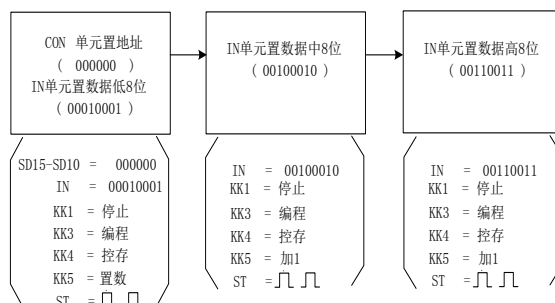 CON 单元置地址
( 000000 )
IN单元置数据低8位
( 00010001 )
IN单元置数据中8位
( 00100010 )
IN单元置数据高8位
( 00110011 )
SD15-SD10 = 000000
IN = 00010001
KK1 = 停止
KK3 = 编程
KK4 = 控存
KK5 = 置数
ST =
IN = 00100010
KK1 = 停止
KK3 = 编程
KK4 = 控存
KK5 = 加1
ST =
IN = 00110011
KK1 = 停止
KK3 = 编程
KK4 = 控存
KK5 = 加1
ST =